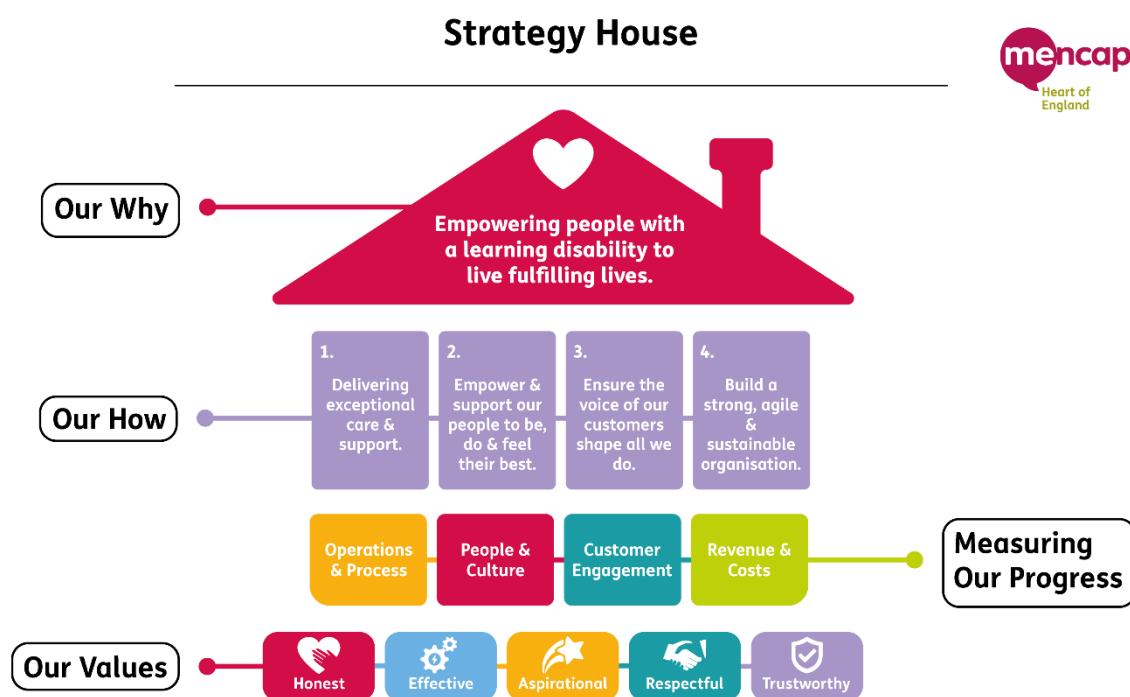 Strategy House
mencap
Heart of
England
Our Why
Empowering people with
a learning disability to
live fulfilling lives.
Our How
1.
Delivering
exceptional
care &
support.
2.
Empower &
support our
people to be,
do & feel
their best.
3.
Ensure the
voice of our
customers
shape all we
do.
4.
Build a
strong, agile
&
sustainable
organisation.
Operations
& Process
People &
Culture
Customer
Engagement
Revenue &
Costs
Measuring
Our Progress
Our Values
Honest
Effective
Aspirational
Respectful
Trustworthy